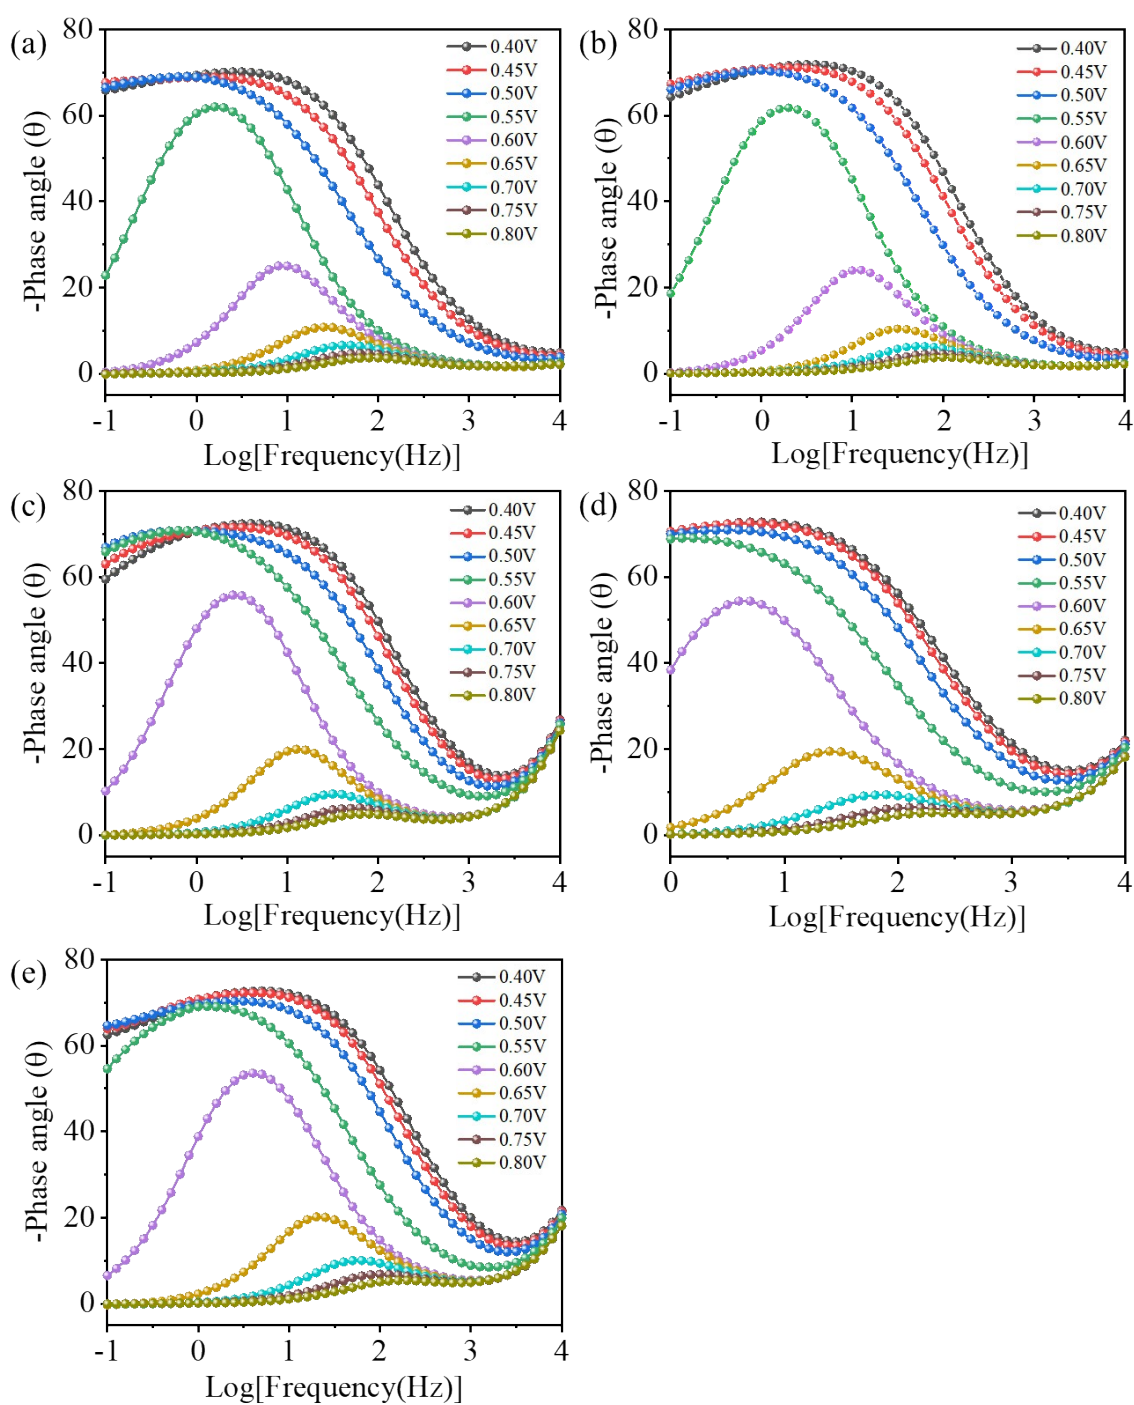 (a)
80
60
40
20
0
-Phase angle (θ)
0.40V
0.45V
0.50V
0.55V
0.60V
0.65V
0.70V
0.75V
0.80V
-1 0 1 2 3 4
Log[Frequency(Hz)]
(b)
80
60
40
20
0
-Phase angle (θ)
0.40V
0.45V
0.50V
0.55V
0.60V
0.65V
0.70V
0.75V
0.80V
-1 0 1 2 3 4
Log[Frequency(Hz)]
(c)
80
60
40
20
0
-Phase angle (θ)
0.40V
0.45V
0.50V
0.55V
0.60V
0.65V
0.70V
0.75V
0.80V
-1 0 1 2 3 4
Log[Frequency(Hz)]
(d)
80
60
40
20
0
-Phase angle (θ)
0.40V
0.45V
0.50V
0.55V
0.60V
0.65V
0.70V
0.75V
0.80V
0 1 2 3 4
Log[Frequency(Hz)]
(e)
80
60
40
20
0
-Phase angle (θ)
0.40V
0.45V
0.50V
0.55V
0.60V
0.65V
0.70V
0.75V
0.80V
-1 0 1 2 3 4
Log[Frequency(Hz)]